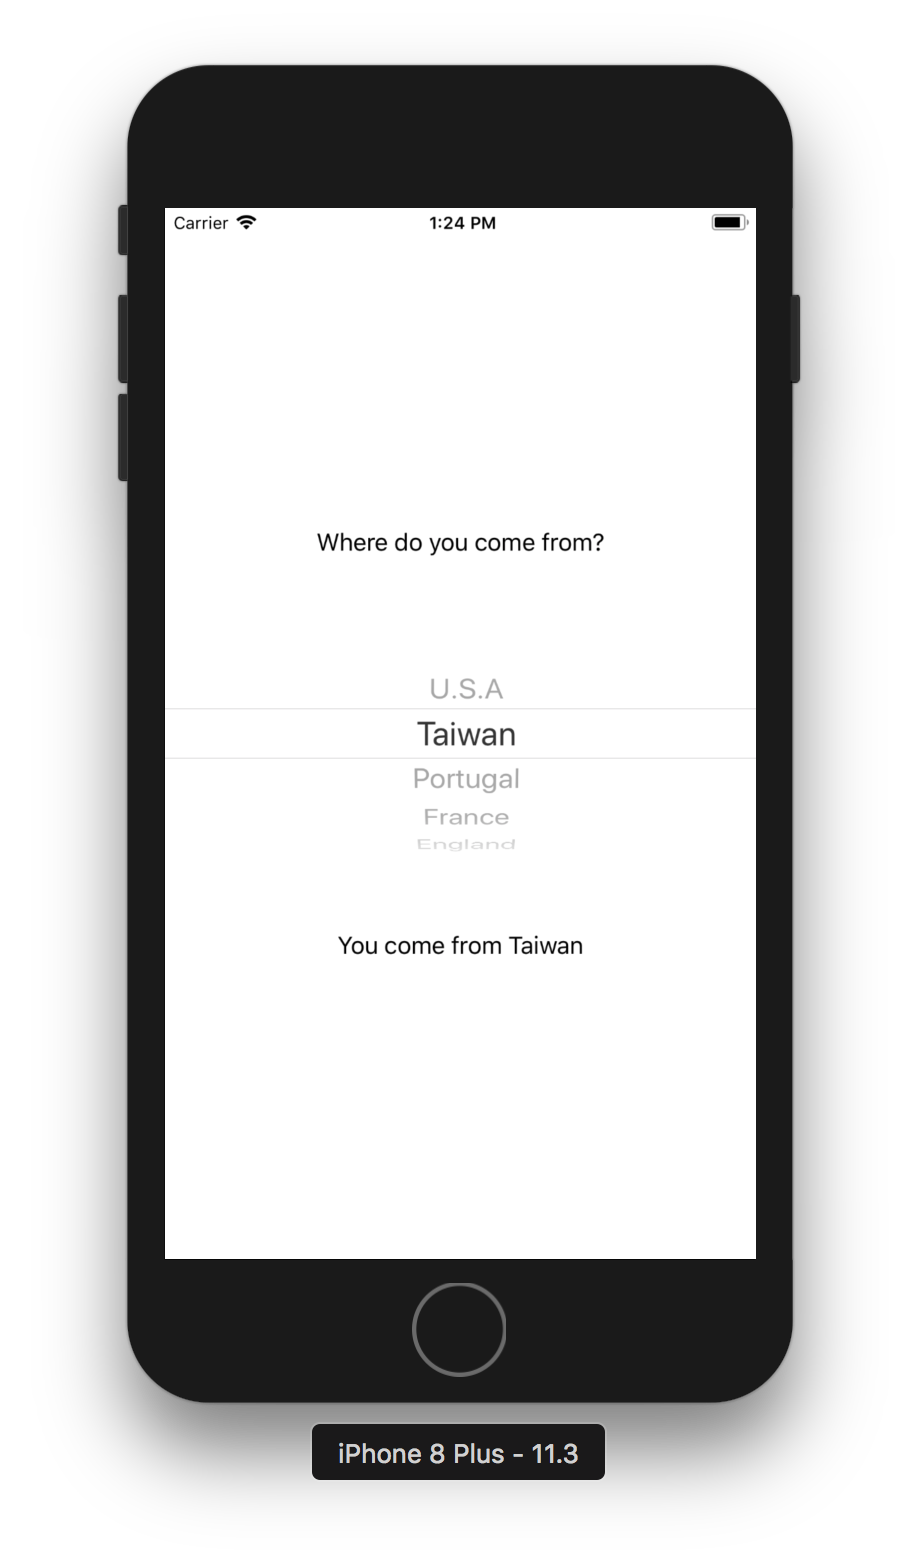 Carrier 1:24 PM
Where do you come from?
U.S.A
Taiwan
Portugal
France
England
You come from Taiwan
iPhone 8 Plus - 11.3